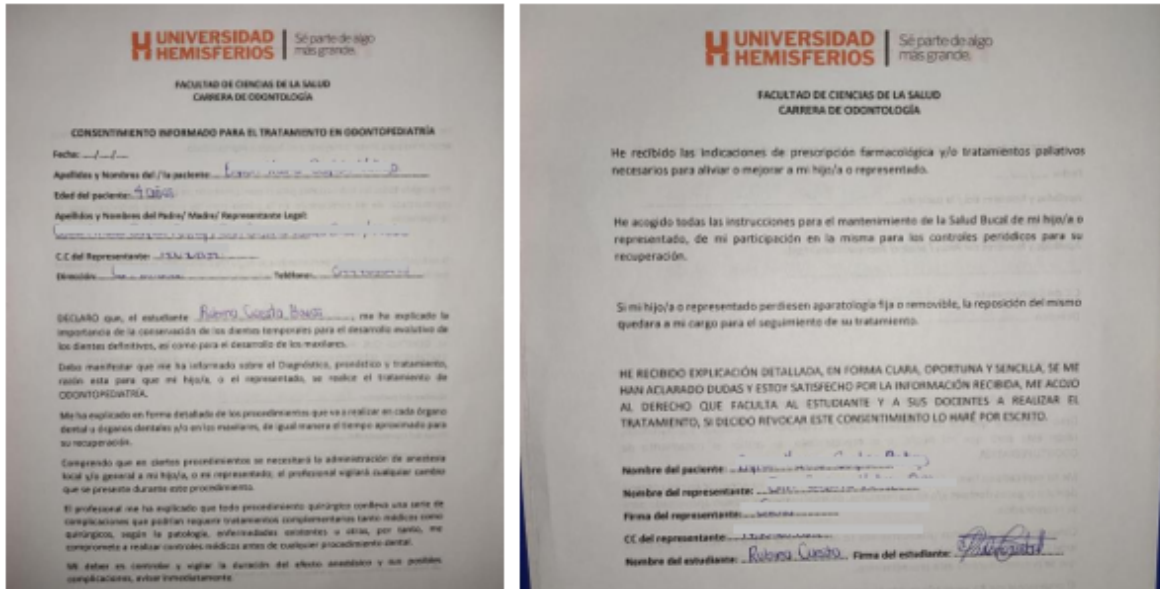 UNIVERSIDAD HEMISFERIOS
Sé parte de algo más grande.
FACULTAD DE CIENCIAS DE LA SALUD
CARRERA DE ODONTOLOGÍA
CONSENTIMIENTO INFORMADO PARA EL TRATAMIENTO EN ODONTOPEDIATRÍA
Fecha: __/__/__
Apellidos y Nombres del /la paciente:
Edad del paciente: 9 años
Apellidos y Nombres del Padre/ Madre/ Representante Legal:
C.C del Representante:
Dirección: Teléfono:
DECLARO que, el estudiante Cuesta me ha explicado la
importancia de la conservación de los dientes temporales para el desarrollo evolutivo de
los dientes definitivos, así como para el desarrollo de los maxilares.
Debo manifestar que me ha informado sobre el Diagnóstico, pronóstico y tratamiento,
razón esta para que mi hijo/a, o el representado, se realice el tratamiento de
ODONTOPEDIATRÍA.
Me ha explicado en forma detallada de los procedimientos que va a realizar en cada órgano
dental u órganos dentales y/o en los maxilares, de igual manera el tiempo aproximado para
su recuperación.
Comprendo que en ciertos procedimientos se necesitará la administración de anestesia
local y/o general a mi hijo/a, o mi representado, el profesional vigilará cualquier cambio
que se presente durante este procedimiento.
El profesional me ha explicado que todo procedimiento quirúrgico conlleva una serie de
complicaciones que podrían requerir tratamientos complementarios tanto médicos como
quirúrgicos, según la patología, enfermedades existentes u otras, por tanto, me
comprometo a realizar controles médicos antes de cualquier procedimiento dental.
Mi deber es controlar y vigilar la duración del efecto anestésico y sus posibles
complicaciones, avisar inmediatamente.
UNIVERSIDAD HEMISFERIOS
Sé parte de algo más grande.
FACULTAD DE CIENCIAS DE LA SALUD
CARRERA DE ODONTOLOGÍA
He recibido las indicaciones de prescripción farmacológica y/o tratamientos paliativos
necesarios para aliviar o mejorar a mi hijo/a o representado.
He acogido todas las instrucciones para el mantenimiento de la Salud Bucal de mi hijo/a o
representado, de mi participación en la misma para los controles periódicos para su
recuperación.
Si mi hijo/a o representado perdiesen aparatología fija o removible, la reposición del mismo
quedara a mi cargo para el seguimiento de su tratamiento.
HE RECIBIDO EXPLICACIÓN DETALLADA, EN FORMA CLARA, OPORTUNA Y SENCILLA, SE ME
HAN ACLARADO DUDAS Y ESTOY SATISFECHO POR LA INFORMACIÓN RECIBIDA, ME ACOJO
AL DERECHO QUE FACULTA AL ESTUDIANTE Y A SUS DOCENTES A REALIZAR EL
TRATAMIENTO, SI DECIDO REVOCAR ESTE CONSENTIMIENTO LO HARÉ POR ESCRITO.
Nombre del paciente:
Nombre del representante:
Firma del representante:
CC del representante
Nombre del estudiante: Cuesta Firma del estudiante: